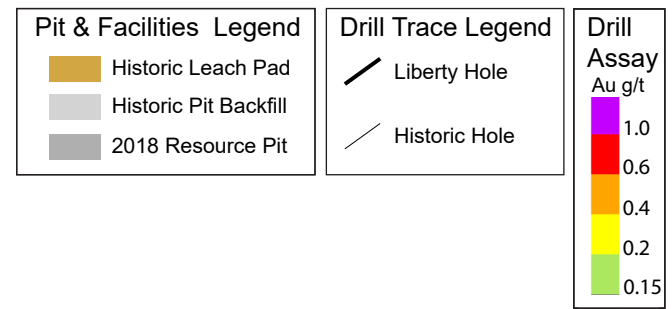 Pit & Facilities Legend
Historic Leach Pad
Historic Pit Backfill
2018 Resource Pit
Drill Trace Legend
Liberty Hole
Historic Hole
Drill
Assay
Au g/t
1.0
0.6
0.4
0.2
0.15